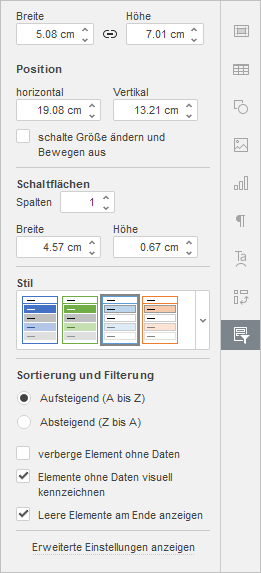 Breite Höhe
5.08 cm 7.01 cm
Position
horizontal Vertikal
19.08 cm 13.21 cm
schalte Größe ändern und
Bewegen aus
Schaltflächen
Spalten 1
Breite Höhe
4.57 cm 0.67 cm
Stil
Sortierung und Filterung
Aufsteigend (A bis Z)
Absteigend (Z bis A)
verberge Element ohne Daten
Elemente ohne Daten visuell
kennzeichnen
Leere Elemente am Ende anzeigen
Erweiterte Einstellungen anzeigen
¶
Ta